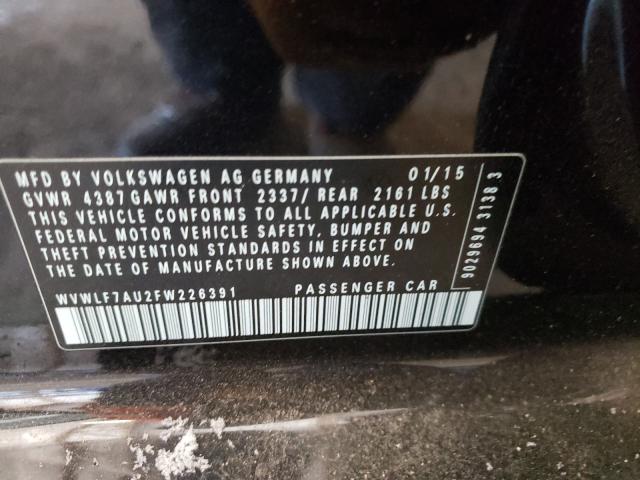 MFD BY VOLKSWAGEN AG GERMANY 01/15
GVWR 4387 GAWR FRONT 2337/ REAR 2161 LBS
THIS VEHICLE CONFORMS TO ALL APPLICABLE U.S.
FEDERAL MOTOR VEHICLE SAFETY, BUMPER AND
THEFT PREVENTION STANDARDS IN EFFECT ON
THE DATE OF MANUFACTURE SHOWN ABOVE.
WVWLF7AU2FW226391 PASSENGER CAR
9029694 3138 3